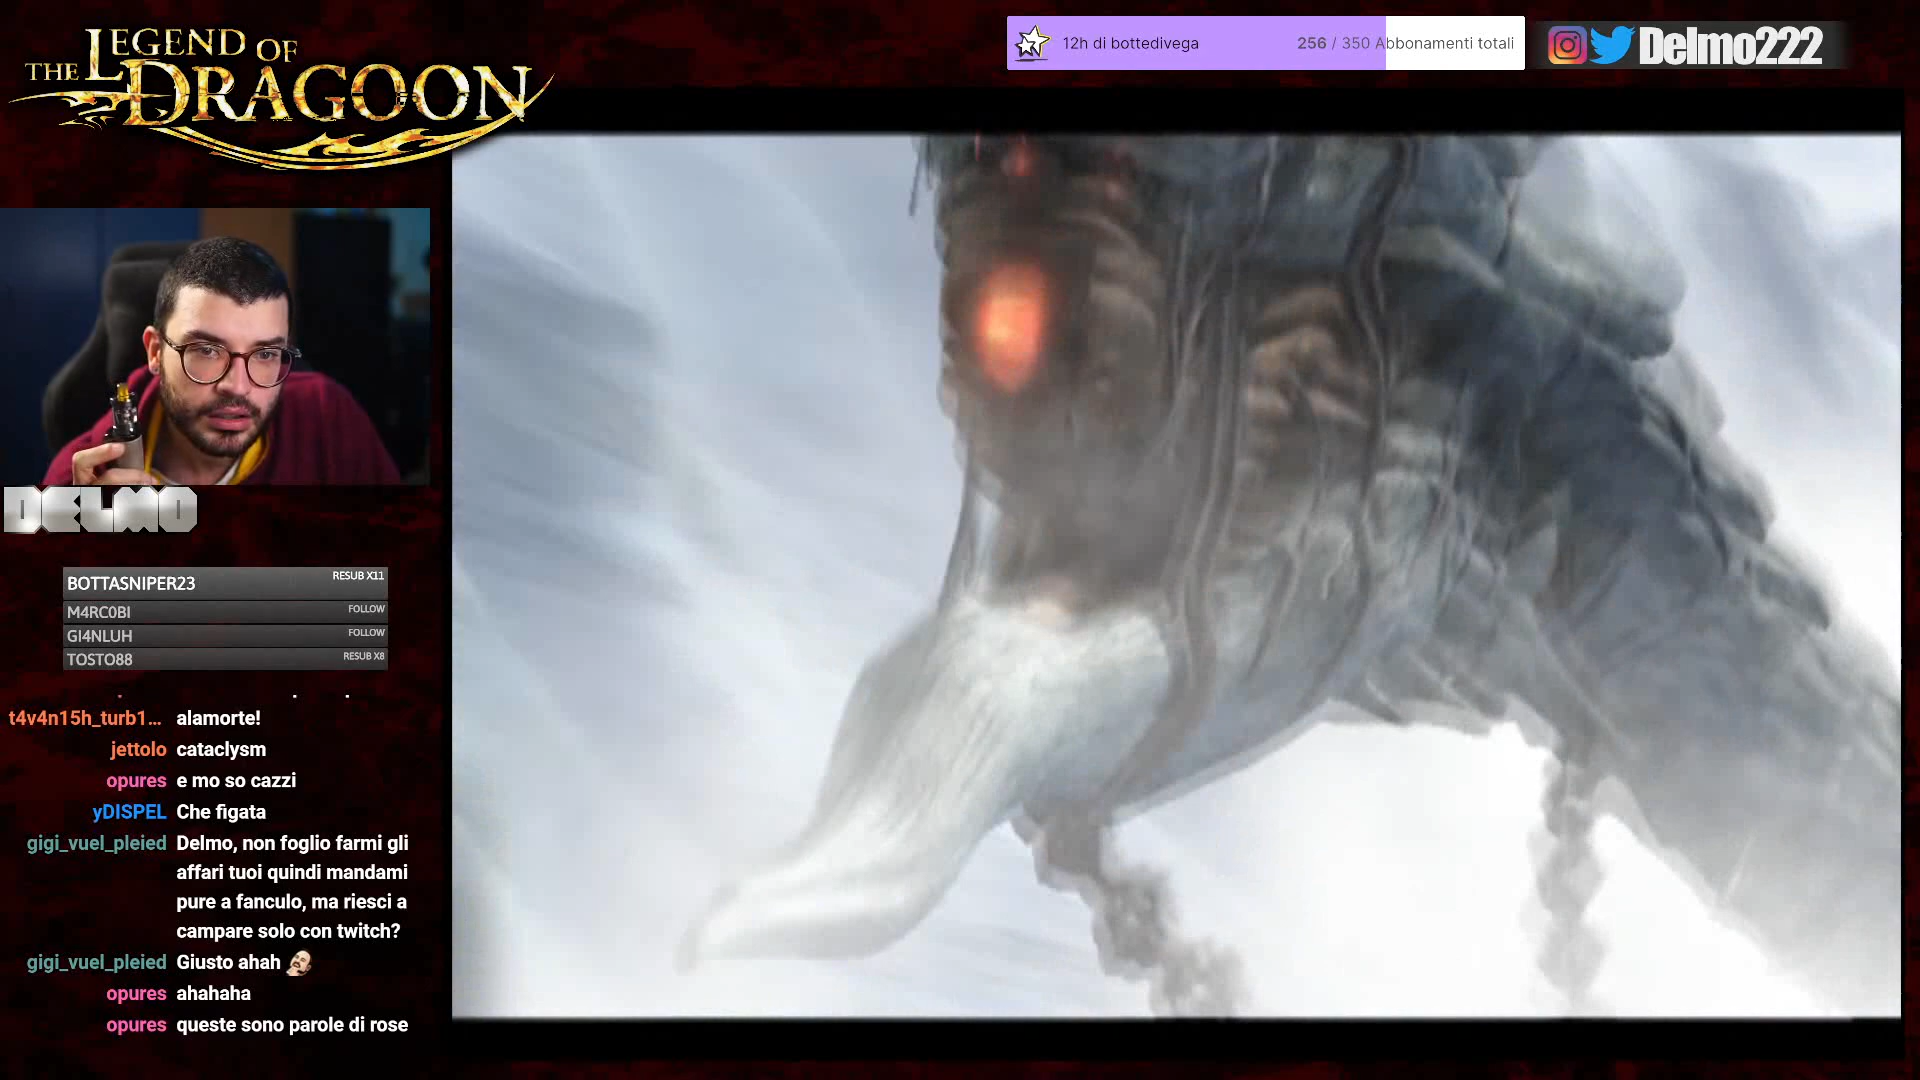 THE LEGEND OF
DRAGOON
12h di bottedivega
256 / 350 Abbonamenti totali
Delmo222
DELMO
BOTTASNIPER23 RESUB X11
M4RC0BI FOLLOW
GI4NLUH FOLLOW
TOSTO88 RESUB X8
t4v4n15h_turb1... alamorte!
jettolo cataclysm
opures e mo so cazzi
yDISPEL Che figata
gigi_vuel_pleied Delmo, non foglio farmi gli
affari tuoi quindi mandami
pure a fanculo, ma riesci a
campare solo con twitch?
gigi_vuel_pleied Giusto ahah
opures ahahaha
opures queste sono parole di rose